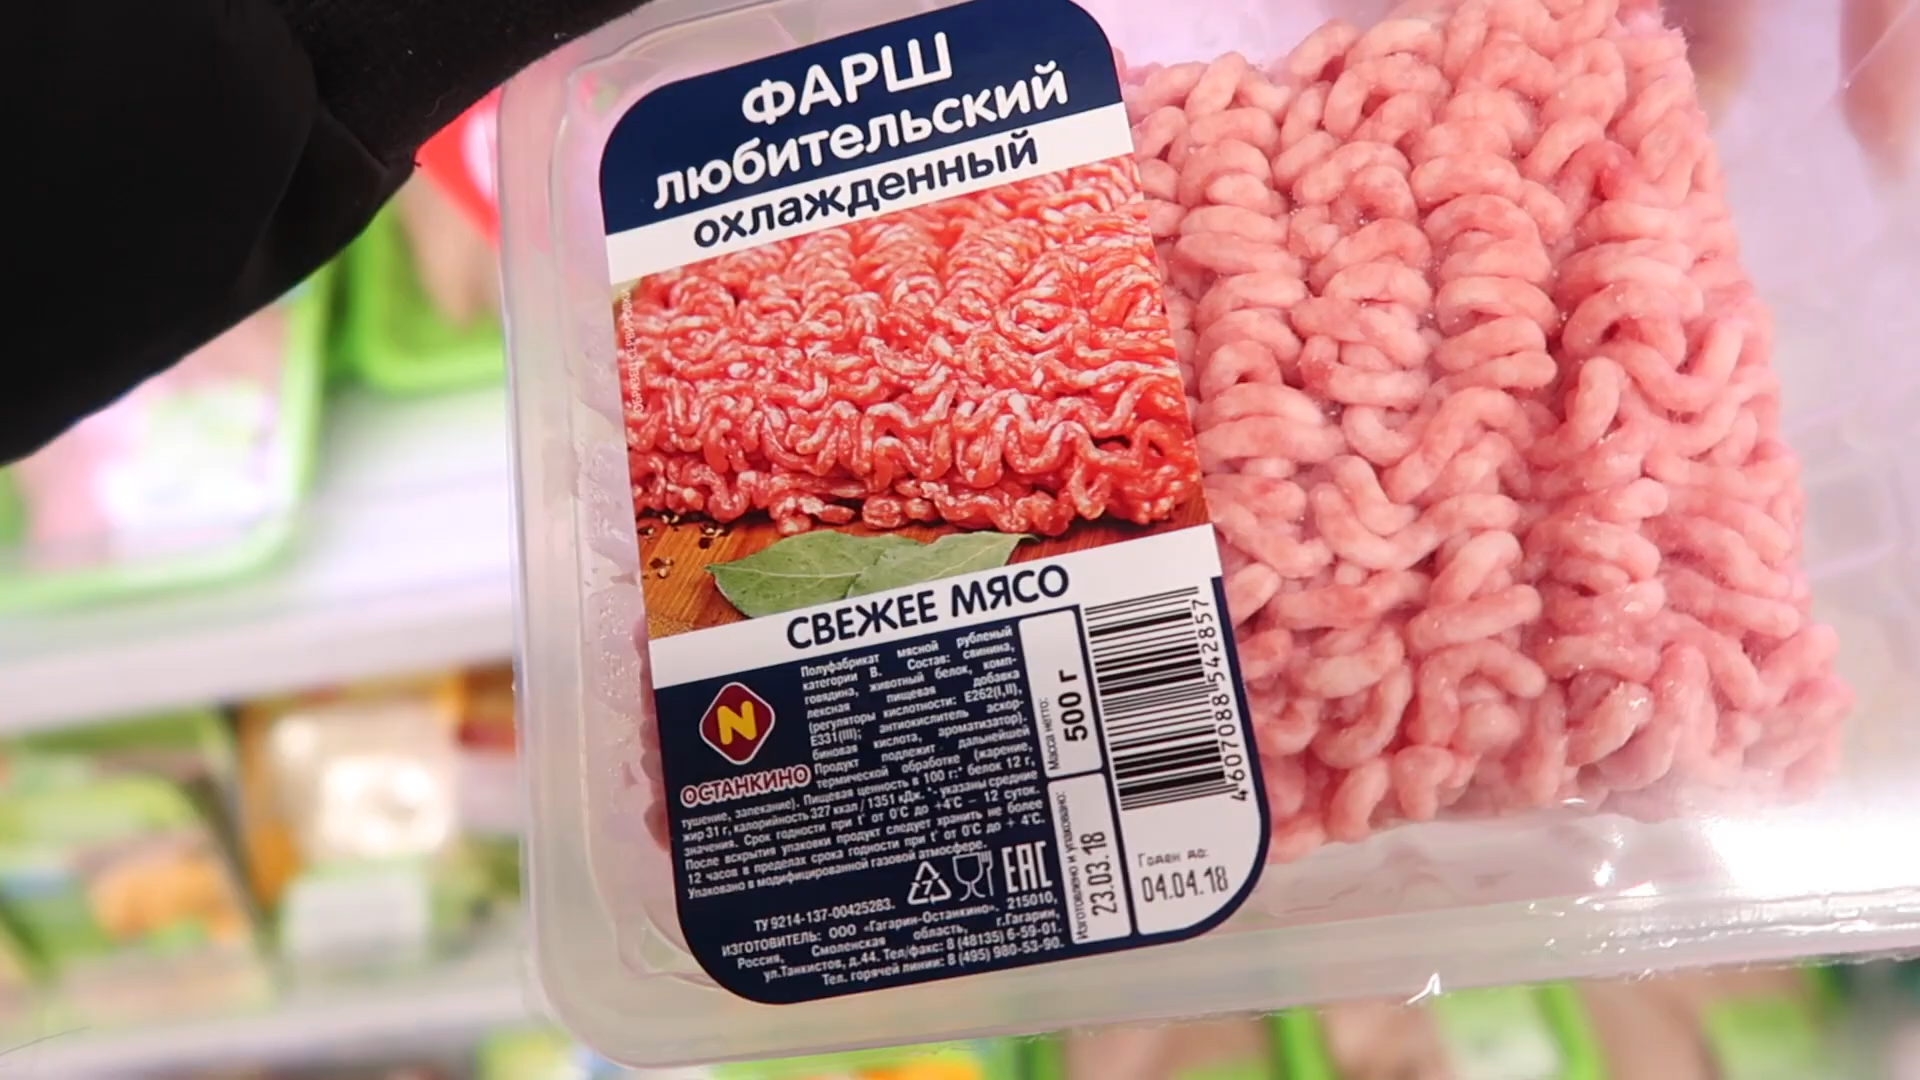 ФАРШ
ЛЮБИТЕЛЬСКИЙ
охлажденный
СВЕЖЕЕ МЯСО
Полуфабрикат мясной рубленый
категории В. Состав: свинина,
говядина, животный белок, комп-
лексная пищевая добавка
(регуляторы кислотности: Е262(I,II),
Е331(III); антиокислитель аскор-
биновая кислота, ароматизатор).
Продукт подлежит дальнейшей
термической обработке (жарение,
тушение, запекание). Пищевая ценность в 100 г:* белок 12 г,
жир 31 г, калорийность 327 ккал / 1351 кДж. *- указаны средние
значения. Срок годности при t° от 0°С до +4°С – 12 суток.
После вскрытия упаковки продукт следует хранить не более
12 часов в пределах срока годности при t° от 0°С до + 4°С.
Упаковано в модифицированной газовой атмосфере.
N
ОСТАНКИНО
7
ЕАС
ТУ 9214-137-00425283.
ИЗГОТОВИТЕЛЬ: ООО «Гагарин-Останкино». 215010,
Россия, Смоленская область, г.Гагарин,
ул.Танкистов, д.44. Тел/факс: 8 (48135) 6-59-01.
Тел. горячей линии: 8 (495) 980-53-90.
Масса нетто:
500 г
Изготовлено и упаковано:
23.03.18
4 607088 542857
Годен до:
04.04.18